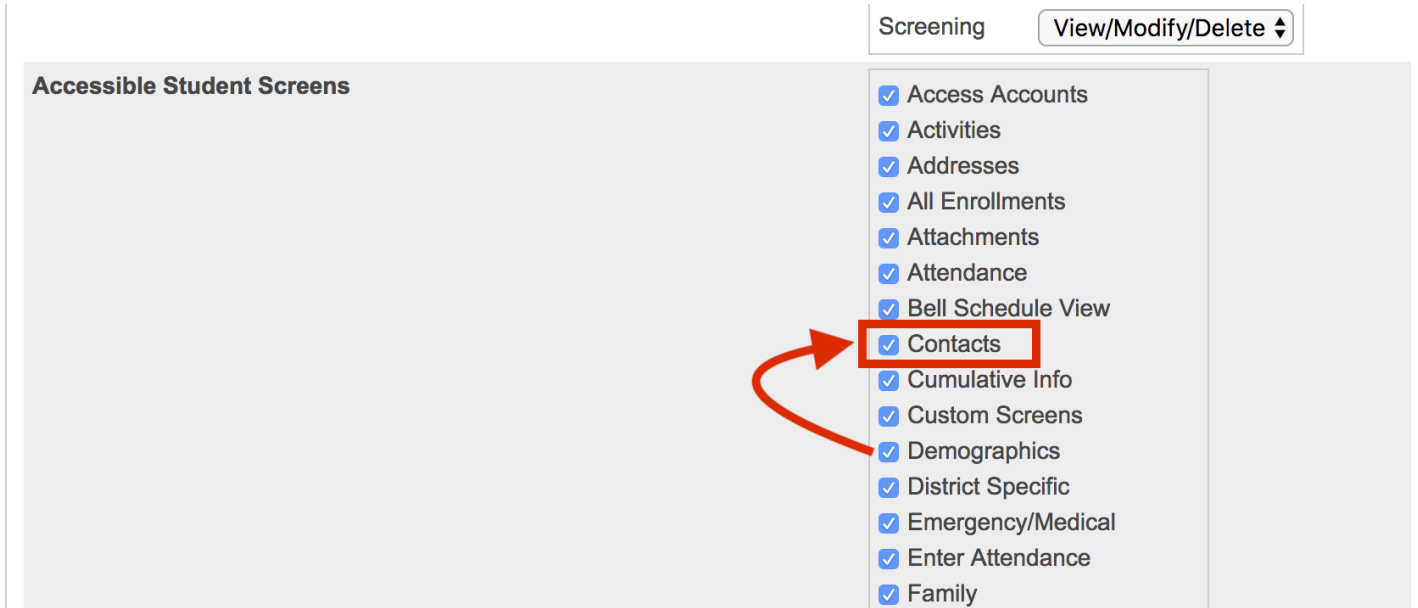 Screening View/Modify/Delete
Accessible Student Screens
Access Accounts
Activities
Addresses
All Enrollments
Attachments
Attendance
Bell Schedule View
Contacts
Cumulative Info
Custom Screens
Demographics
District Specific
Emergency/Medical
Enter Attendance
Family